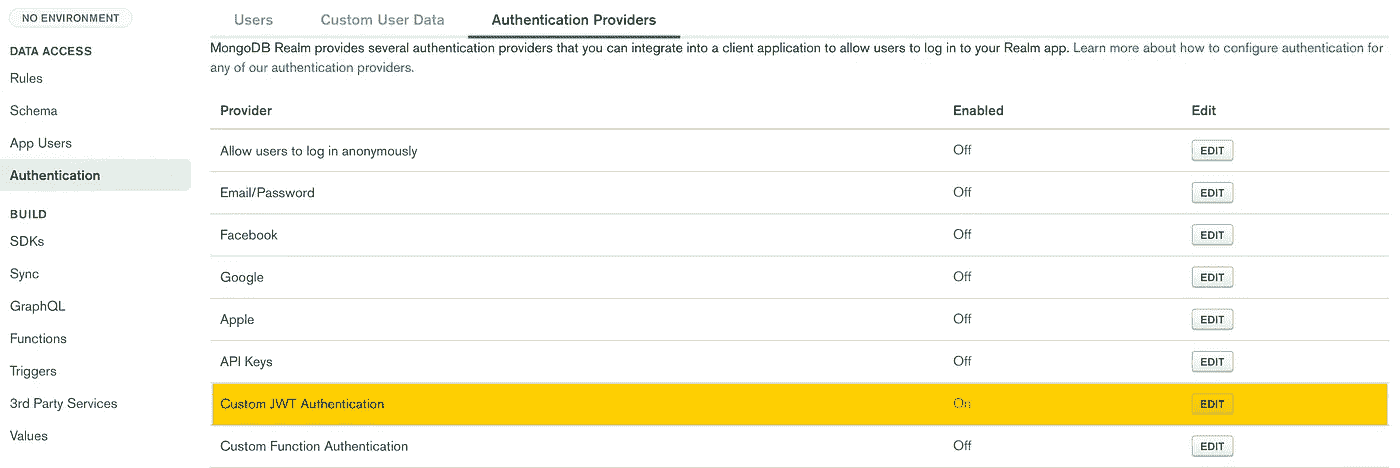 NO ENVIRONMENT
DATA ACCESS
Rules
Schema
App Users
Authentication
BUILD
SDKs
Sync
GraphQL
Functions
Triggers
3rd Party Services
Values
Users Custom User Data Authentication Providers
MongoDB Realm provides several authentication providers that you can integrate into a client application to allow users to log in to your Realm app. Learn more about how to configure authentication for
any of our authentication providers.
Provider Enabled Edit
Allow users to log in anonymously Off EDIT
Email/Password Off EDIT
Facebook Off EDIT
Google Off EDIT
Apple Off EDIT
API Keys Off EDIT
Custom JWT Authentication On EDIT
Custom Function Authentication Off EDIT